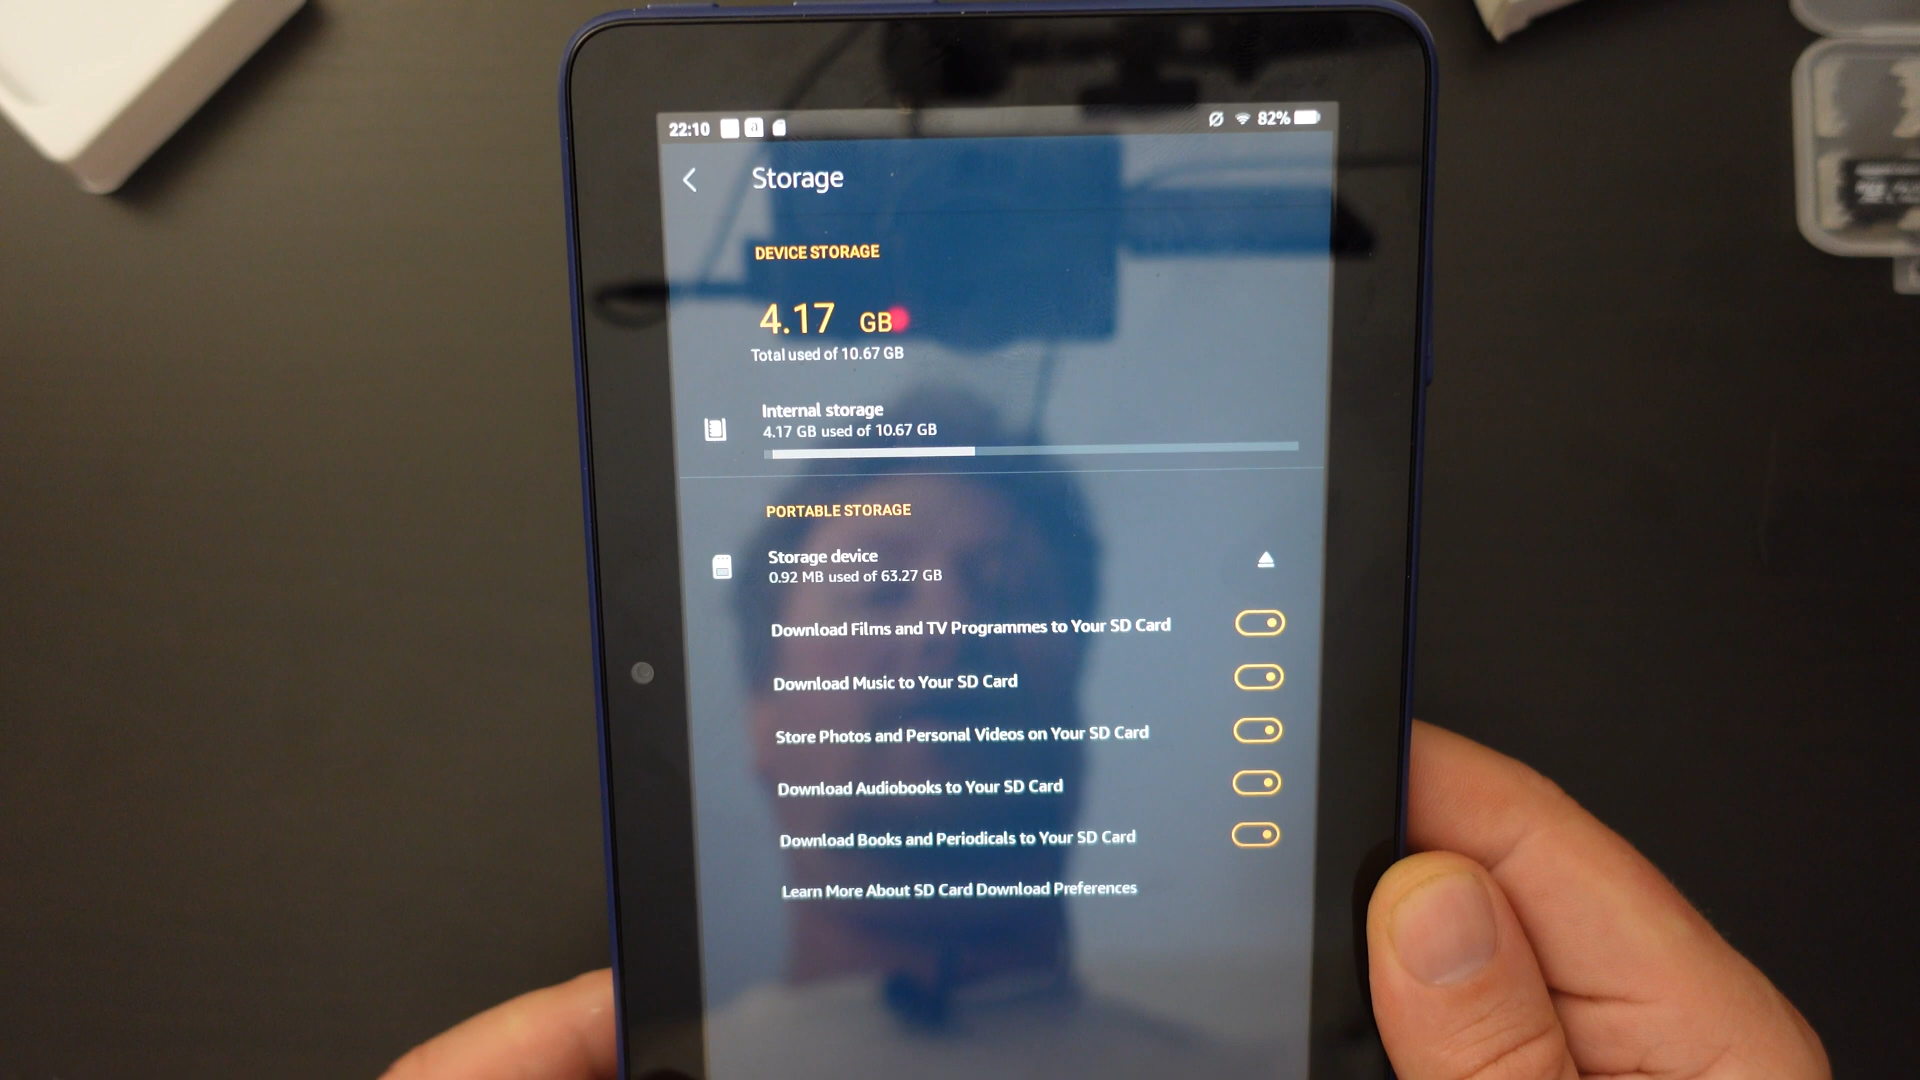 22:10 a 82%
Storage
DEVICE STORAGE
4.17 GB
Total used of 10.67 GB
Internal storage
4.17 GB used of 10.67 GB
PORTABLE STORAGE
Storage device
0.92 MB used of 63.27 GB
Download Films and TV Programmes to Your SD Card
Download Music to Your SD Card
Store Photos and Personal Videos on Your SD Card
Download Audiobooks to Your SD Card
Download Books and Periodicals to Your SD Card
Learn More About SD Card Download Preferences